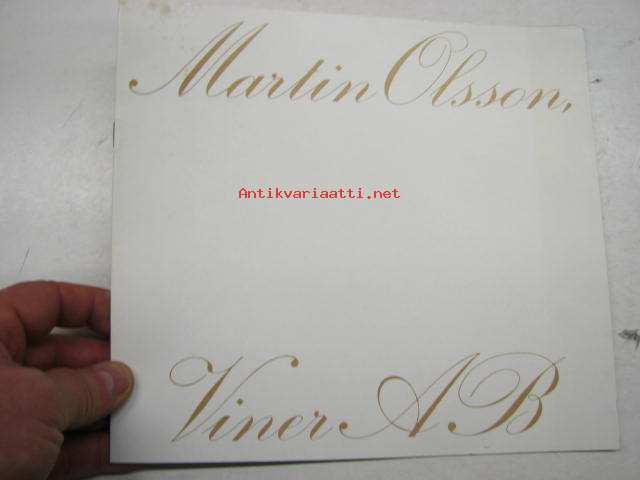 Martin Olsson,
Antikvariaatti.net
Viner AB